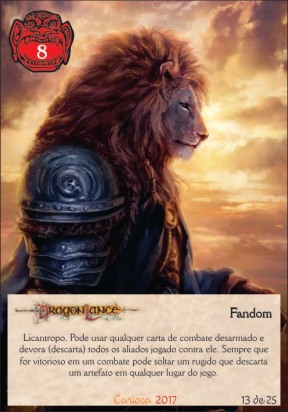 8
DRAGONLANCE
Fandom
Licantropo. Pode usar qualquer carta de combate desarmado e
devora (descarta) todos os aliados jogado contra ele. Sempre que
for vitorioso em um combate pode soltar um rugido que descarta
um artefato em qualquer lugar do jogo.
Carioca 2017
13 de 25